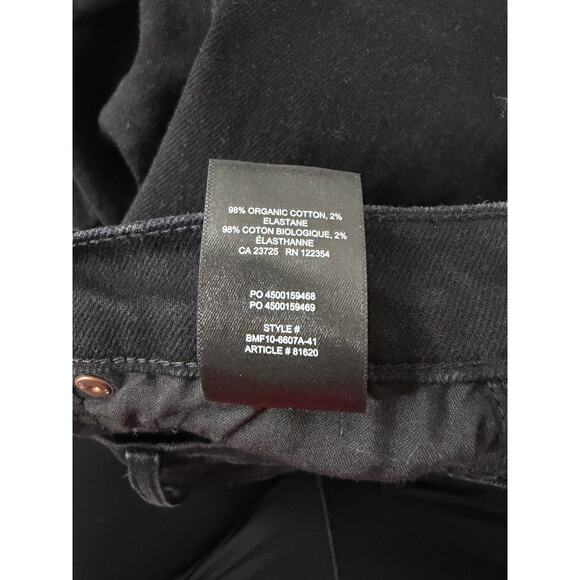 98% ORGANIC COTTON, 2%
ELASTANE
98% COTON BIOLOGIQUE, 2%
ÉLASTHANNE
CA 23725 RN 122354
PO 4500159468
PO 4500159469
STYLE #
BMF10-6607A-41
ARTICLE # 81620